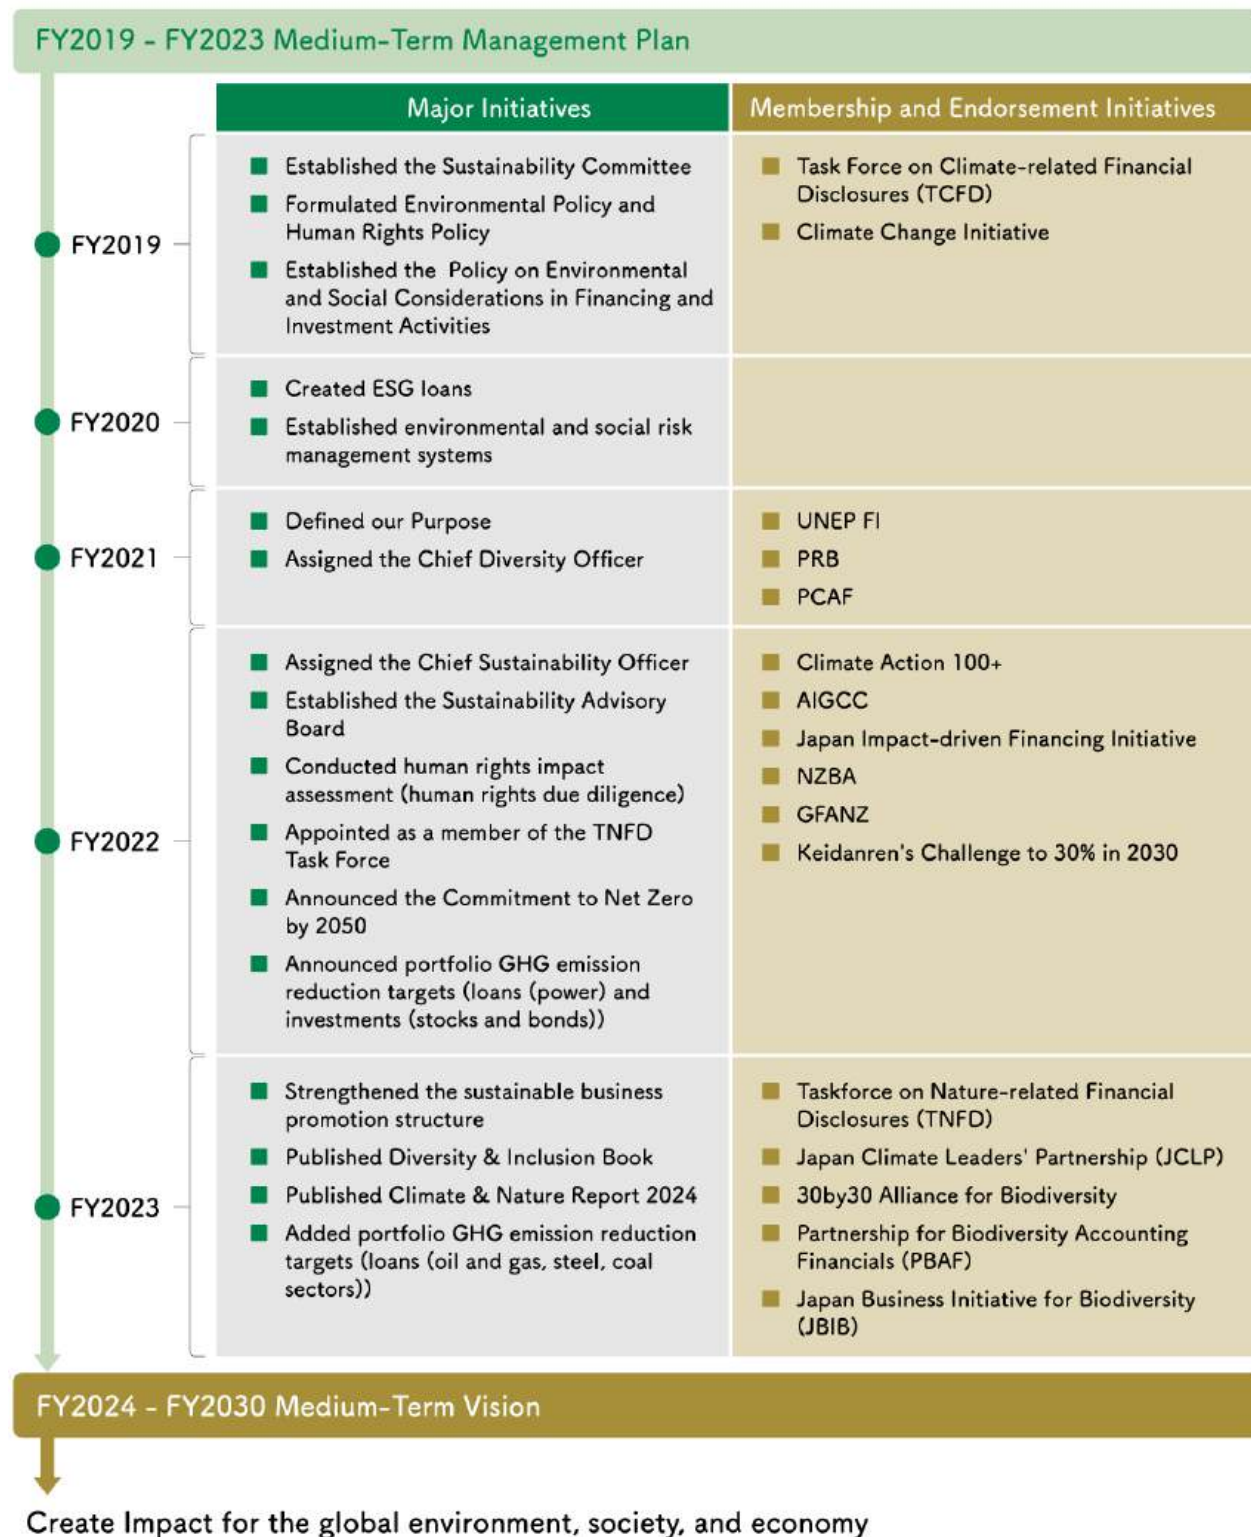 FY2019 - FY2023 Medium-Term Management Plan
Major Initiatives
Membership and Endorsement Initiatives
FY2019
Established the Sustainability Committee
Formulated Environmental Policy and
Human Rights Policy
Established the Policy on Environmental
and Social Considerations in Financing and
Investment Activities
Task Force on Climate-related Financial
Disclosures (TCFD)
Climate Change Initiative
FY2020
Created ESG loans
Established environmental and social risk
management systems
FY2021
Defined our Purpose
Assigned the Chief Diversity Officer
UNEP FI
PRB
PCAF
FY2022
Assigned the Chief Sustainability Officer
Established the Sustainability Advisory
Board
Conducted human rights impact
assessment (human rights due diligence)
Appointed as a member of the TNFD
Task Force
Announced the Commitment to Net Zero
by 2050
Announced portfolio GHG emission
reduction targets (loans (power) and
investments (stocks and bonds))
Climate Action 100+
AIGCC
Japan Impact-driven Financing Initiative
NZBA
GFANZ
Keidanren's Challenge to 30% in 2030
FY2023
Strengthened the sustainable business
promotion structure
Published Diversity & Inclusion Book
Published Climate & Nature Report 2024
Added portfolio GHG emission reduction
targets (loans (oil and gas, steel, coal
sectors))
Taskforce on Nature-related Financial
Disclosures (TNFD)
Japan Climate Leaders' Partnership (JCLP)
30by30 Alliance for Biodiversity
Partnership for Biodiversity Accounting
Financials (PBAF)
Japan Business Initiative for Biodiversity
(JBIB)
FY2024 - FY2030 Medium-Term Vision
Create Impact for the global environment, society, and economy